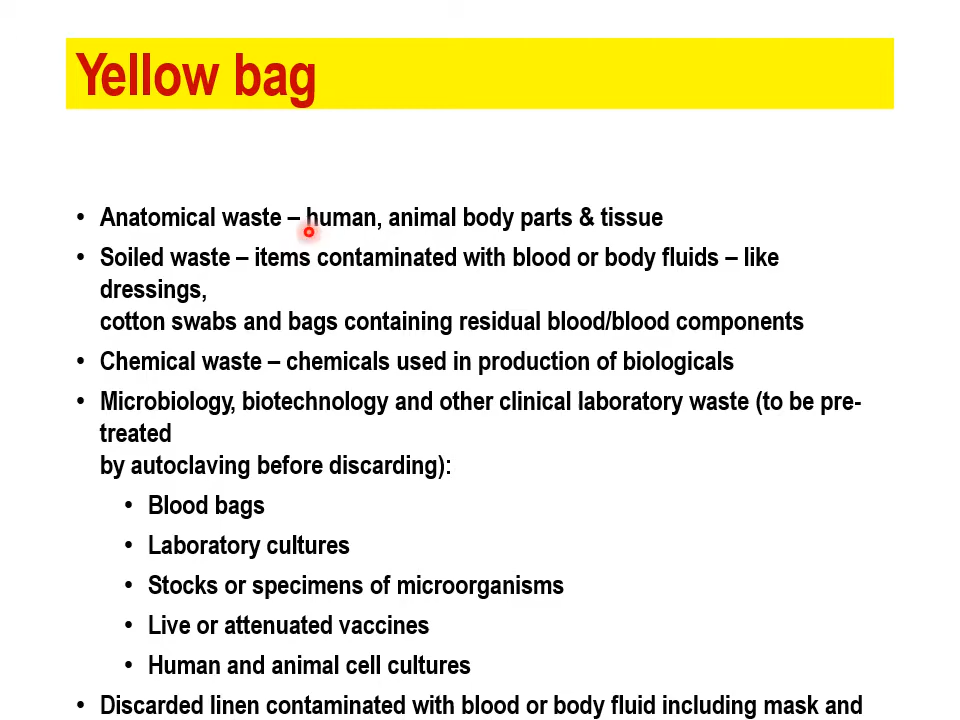 Yellow bag
• Anatomical waste – human, animal body parts & tissue
• Soiled waste – items contaminated with blood or body fluids – like
dressings,
cotton swabs and bags containing residual blood/blood components
• Chemical waste – chemicals used in production of biologicals
• Microbiology, biotechnology and other clinical laboratory waste (to be pre-
treated
by autoclaving before discarding):
• Blood bags
• Laboratory cultures
• Stocks or specimens of microorganisms
• Live or attenuated vaccines
• Human and animal cell cultures
• Discarded linen contaminated with blood or body fluid including mask and